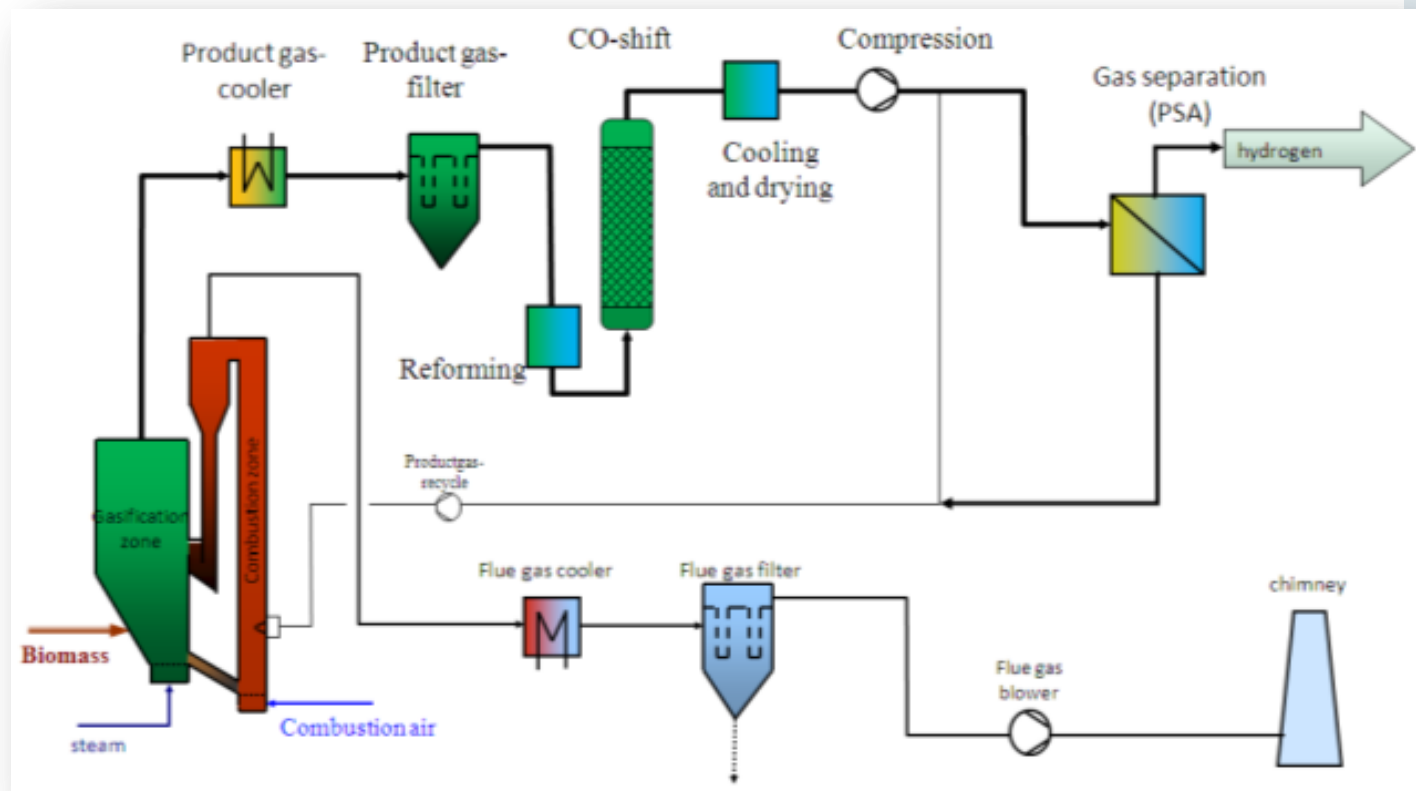 Product gas-
cooler
Product gas-
filter
CO-shift
Compression
Gas separation
(PSA)
hydrogen
Cooling
and drying
Reforming
Productgas-
recycle
Gasification
zone
Combustion zone
Flue gas cooler
Flue gas filter
chimney
Biomass
Flue gas
blower
Combustion air
steam